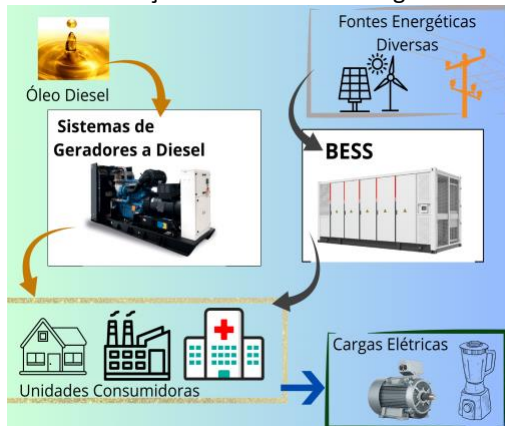 Fontes Energéticas
Diversas
Óleo Diesel
Sistemas de
Geradores a Diesel
BESS
Unidades Consumidoras
Cargas Elétricas